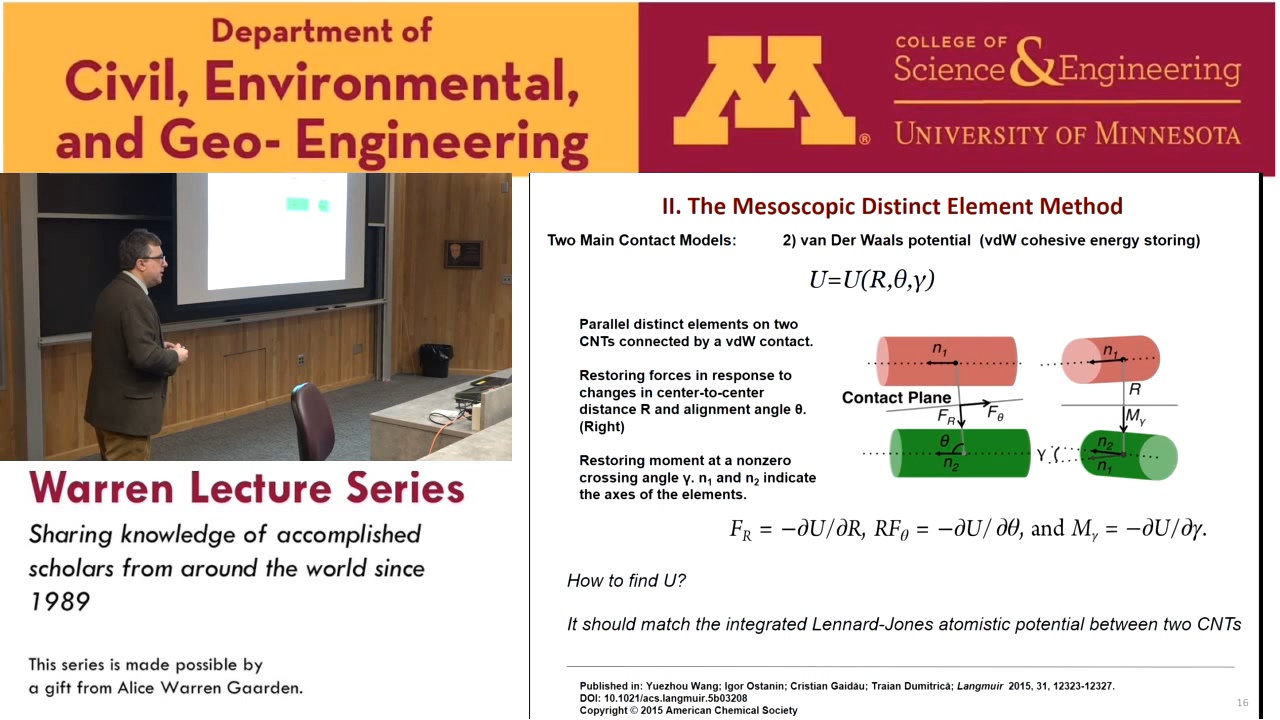 Department of
Civil, Environmental,
and Geo- Engineering
M®
COLLEGE OF
Science & Engineering
UNIVERSITY OF MINNESOTA
Warren Lecture Series
Sharing knowledge of accomplished
scholars from around the world since
1989
This series is made possible by
a gift from Alice Warren Gaarden.
II. The Mesoscopic Distinct Element Method
Two Main Contact Models: 2) van Der Waals potential (vdW cohesive energy storing)
U=U(R,θ,γ)
Parallel distinct elements on two
CNTs connected by a vdW contact.
Restoring forces in response to
changes in center-to-center
distance R and alignment angle θ.
(Right)
Restoring moment at a nonzero
crossing angle γ. n₁ and n₂ indicate
the axes of the elements.
n₁
n₁
R
Contact Plane
F_R
F_θ
M_γ
θ
n₂
γ
n₂
n₁
F_R = −∂U/∂R, RF_θ = −∂U/∂θ, and M_γ = −∂U/∂γ.
How to find U?
It should match the integrated Lennard-Jones atomistic potential between two CNTs
Published in: Yuezhou Wang; Igor Ostanin; Cristian Gaidău; Traian Dumitrică; Langmuir 2015, 31, 12323-12327.
DOI: 10.1021/acs.langmuir.5b03208
Copyright © 2015 American Chemical Society
16